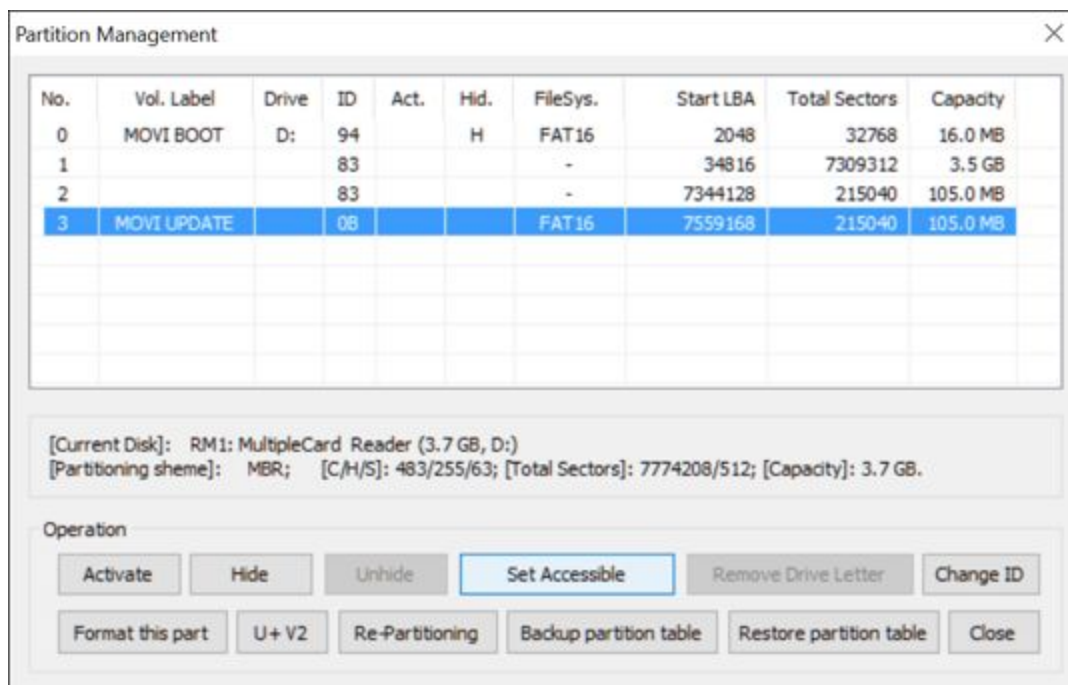 Partition Management
No. Vol. Label Drive ID Act. Hid. FileSys. Start LBA Total Sectors Capacity
0 MOVI BOOT D: 94 H FAT16 2048 32768 16.0 MB
1 83 - 34816 7309312 3.5 GB
2 83 - 7344128 215040 105.0 MB
3 MOVI UPDATE 0B FAT16 7559168 215040 105.0 MB
[Current Disk]: RM1: MultipleCard Reader (3.7 GB, D:)
[Partitioning sheme]: MBR; [C/H/S]: 483/255/63; [Total Sectors]: 7774208/512; [Capacity]: 3.7 GB.
Operation
Activate Hide Unhide Set Accessible Remove Drive Letter Change ID
Format this part U+ V2 Re-Partitioning Backup partition table Restore partition table Close